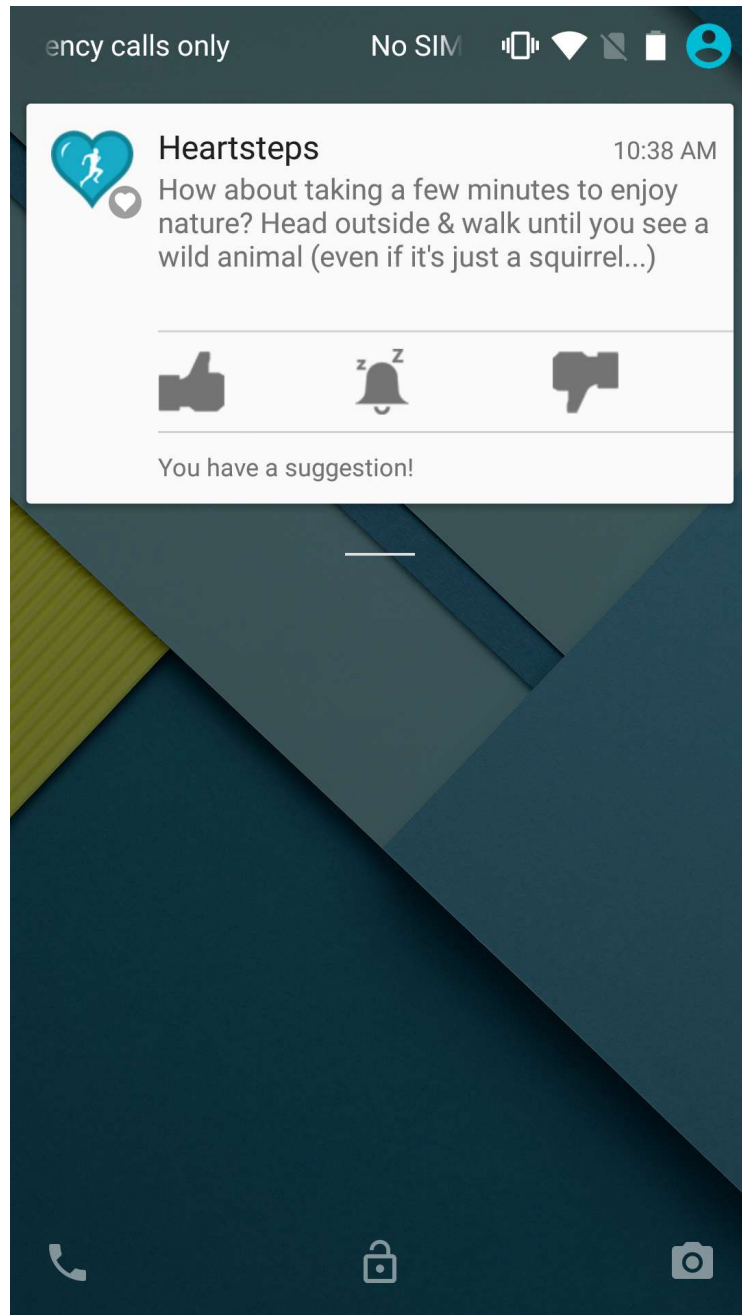 ency calls only No SIM
Heartsteps 10:38 AM
How about taking a few minutes to enjoy
nature? Head outside & walk until you see a
wild animal (even if it's just a squirrel...)
z z
You have a suggestion!